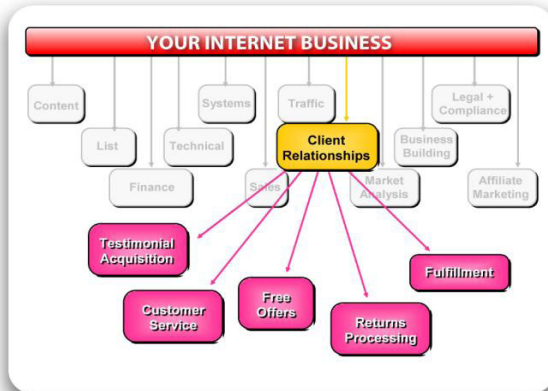 YOUR INTERNET BUSINESS
Content
Systems
Traffic
Legal +
Compliance
List
Technical
Client
Relationships
Business
Building
Finance
Sales
Market
Analysis
Affiliate
Marketing
Testimonial
Acquisition
Fulfillment
Customer
Service
Free
Offers
Returns
Processing